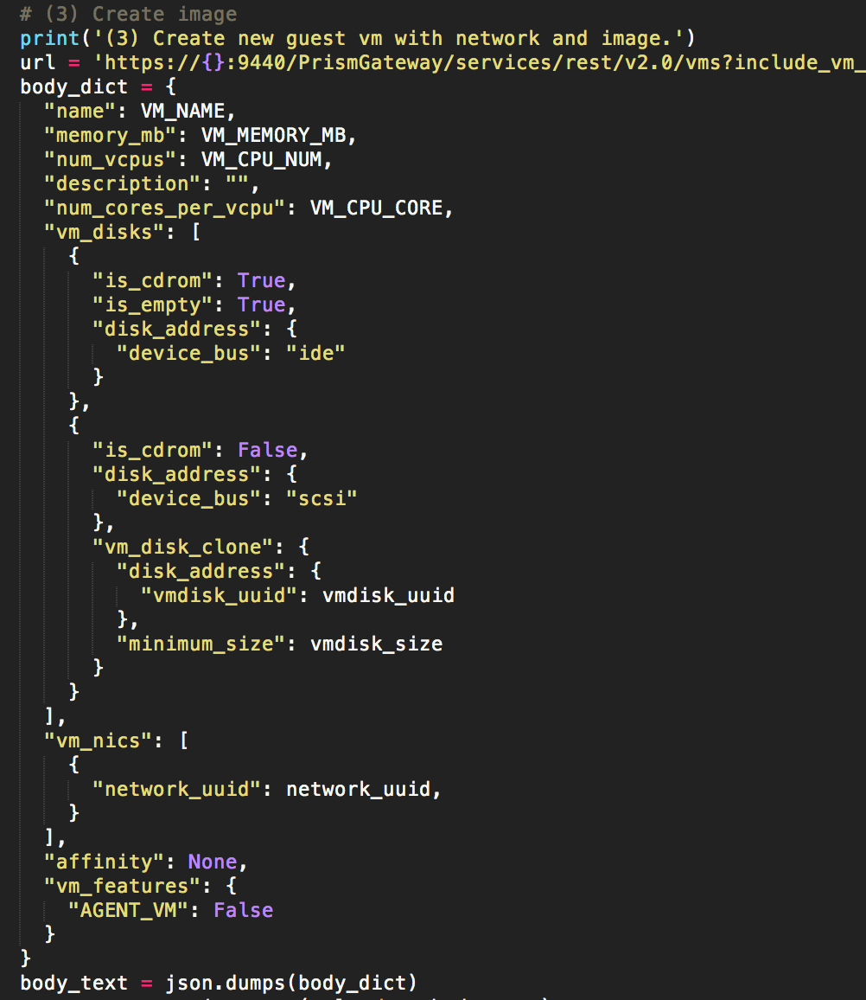 # (3) Create image
print('(3) Create new guest vm with network and image.')
url = 'https://{}:9440/PrismGateway/services/rest/v2.0/vms?include_vm_
body_dict = {
  "name": VM_NAME,
  "memory_mb": VM_MEMORY_MB,
  "num_vcpus": VM_CPU_NUM,
  "description": "",
  "num_cores_per_vcpu": VM_CPU_CORE,
  "vm_disks": [
    {
      "is_cdrom": True,
      "is_empty": True,
      "disk_address": {
        "device_bus": "ide"
      }
    },
    {
      "is_cdrom": False,
      "disk_address": {
        "device_bus": "scsi"
      },
      "vm_disk_clone": {
        "disk_address": {
          "vmdisk_uuid": vmdisk_uuid
        },
        "minimum_size": vmdisk_size
      }
    }
  ],
  "vm_nics": [
    {
      "network_uuid": network_uuid,
    }
  ],
  "affinity": None,
  "vm_features": {
    "AGENT_VM": False
  }
}
body_text = json.dumps(body_dict)